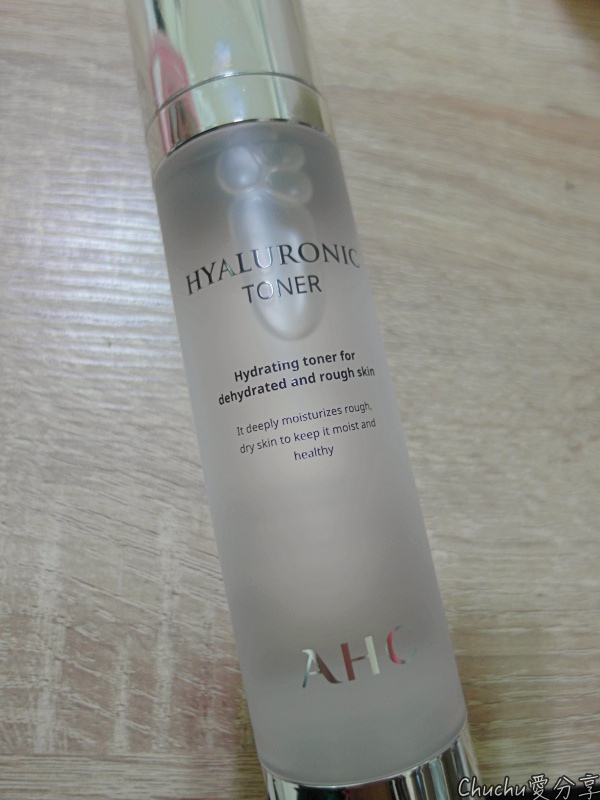 HYALURONIC
TONER
Hydrating toner for
dehydrated and rough skin
It deeply moisturizes rough,
dry skin to keep it moist and
healthy
AHC
Chuchu愛分享